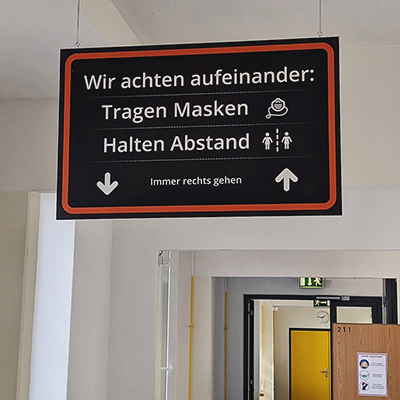 Wir achten aufeinander:
Tragen Masken
Halten Abstand
Immer rechts gehen
211